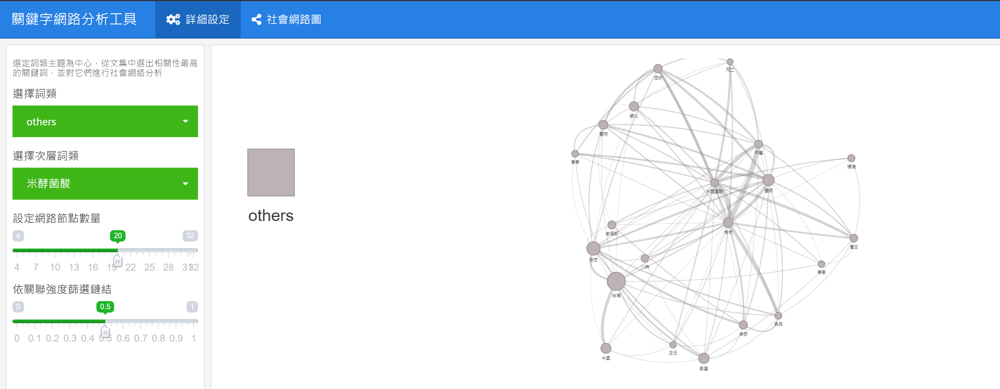 關鍵字網路分析工具
詳細設定
社會網路圖
選定詞類主題為中心，從文集中選出相關性最高
的關鍵詞，並對它們進行社會網絡分析
選擇詞類
others
選擇次層詞類
米酵菌酸
設定網路節點數量
4 20 32
4 7 10 13 16 19 22 25 28 31 32
依關聯強度篩選鏈結
0 0.5 1
0 0.1 0.2 0.3 0.4 0.5 0.6 0.7 0.8 0.9 1
others
死亡
症狀
疑似
醫院
中毒
患者
環境
米酵菌酸
醫師
食物
衛福部
產生
民眾
小時
專家
台灣
食品
食安
主任
中國
影響